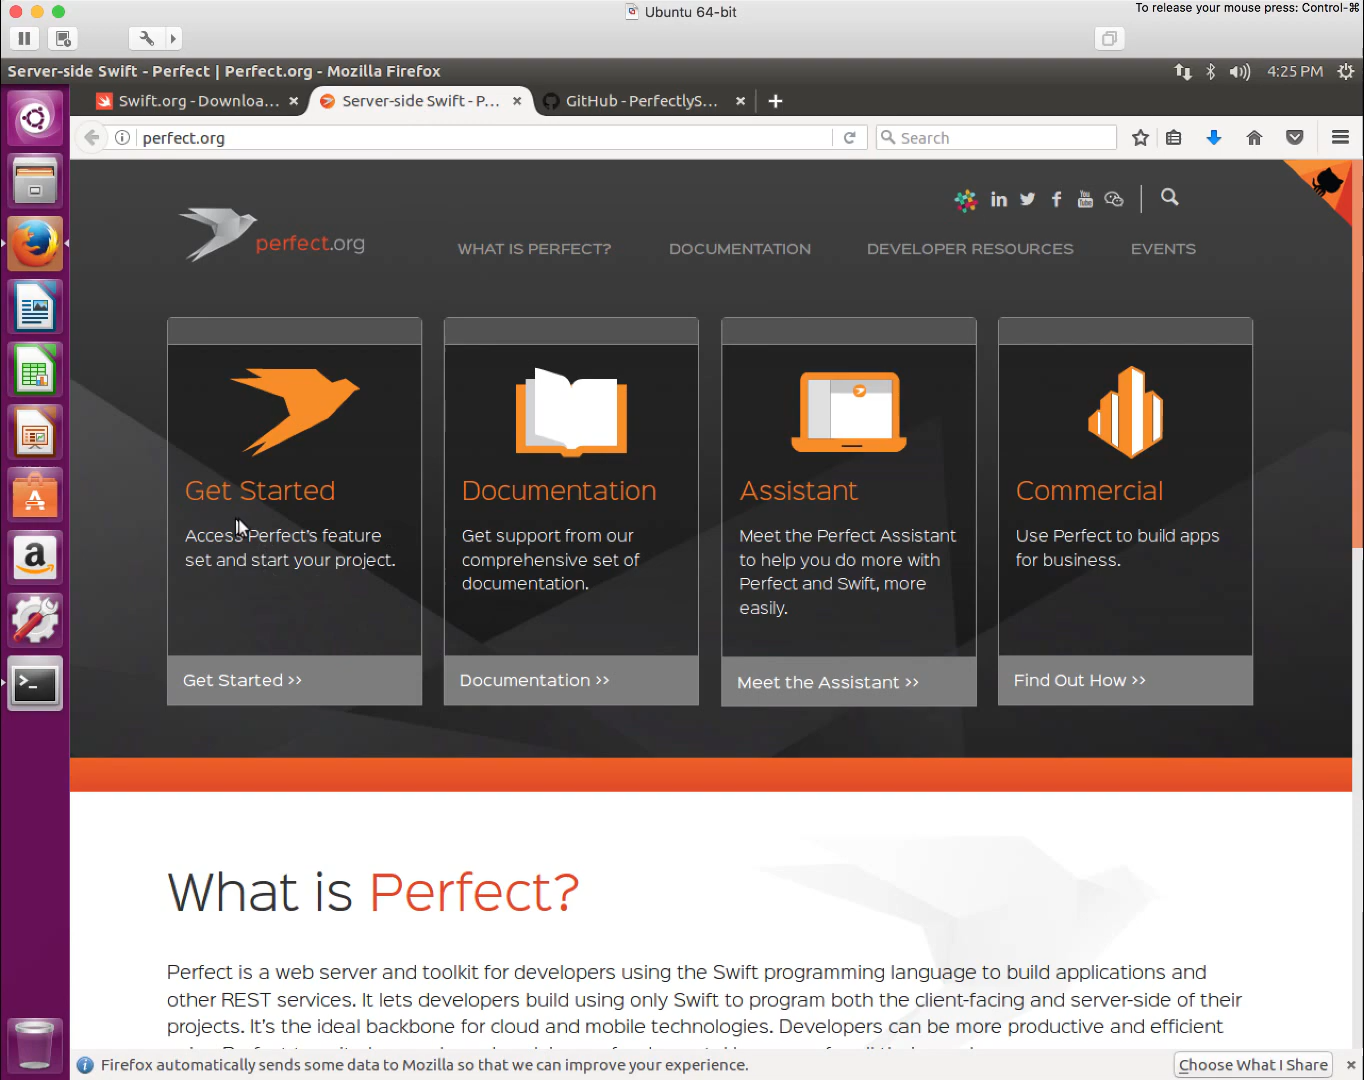 Ubuntu 64-bit
To release your mouse press: Control-⌘
Server-side Swift - Perfect | Perfect.org - Mozilla Firefox
4:25 PM
Swift.org - Downloa...
Server-side Swift - P...
GitHub - PerfectlyS...
perfect.org
Search
perfect.org
WHAT IS PERFECT?
DOCUMENTATION
DEVELOPER RESOURCES
EVENTS
Get Started
Access Perfect's feature
set and start your project.
Get Started >>
Documentation
Get support from our
comprehensive set of
documentation.
Documentation >>
Assistant
Meet the Perfect Assistant
to help you do more with
Perfect and Swift, more
easily.
Meet the Assistant >>
Commercial
Use Perfect to build apps
for business.
Find Out How >>
What is Perfect?
Perfect is a web server and toolkit for developers using the Swift programming language to build applications and
other REST services. It lets developers build using only Swift to program both the client-facing and server-side of their
projects. It's the ideal backbone for cloud and mobile technologies. Developers can be more productive and efficient
Firefox automatically sends some data to Mozilla so that we can improve your experience.
Choose What I Share